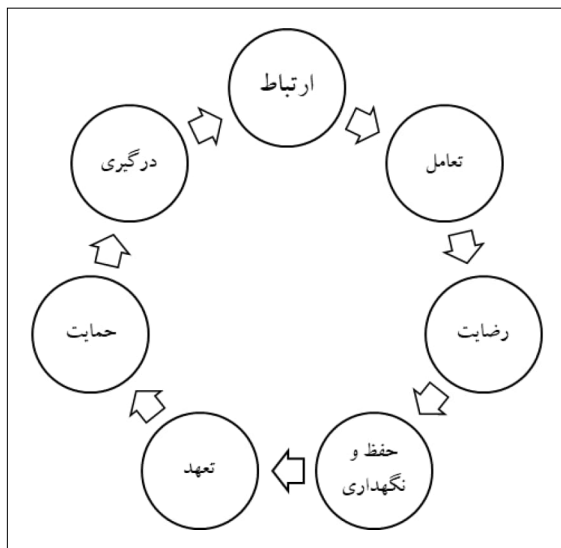 ارتباط
تعامل
رضایت
حفظ و
نگهداری
تعهد
حمایت
درگیری